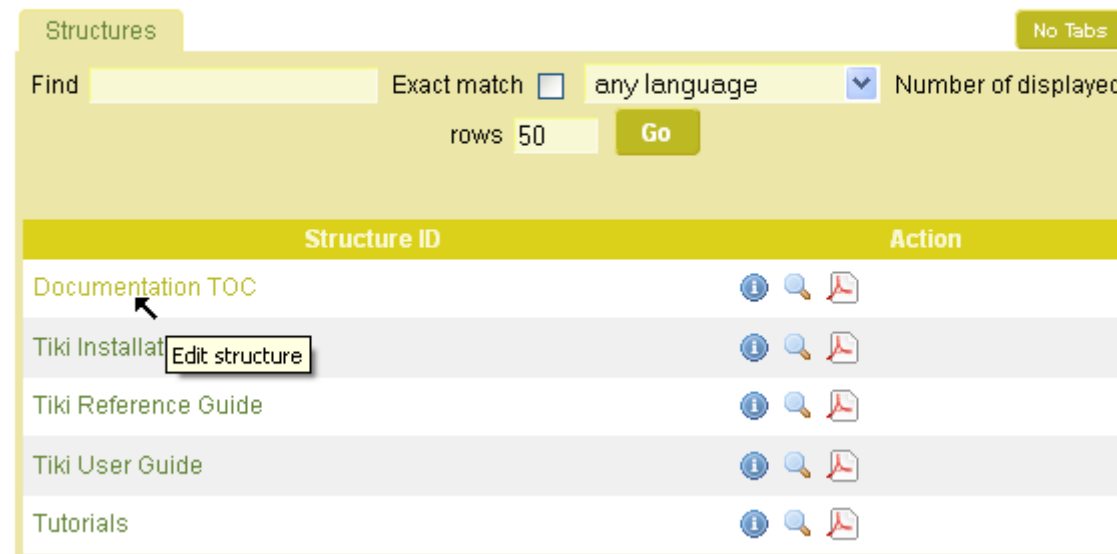 Structures No Tabs
Find Exact match any language Number of displayed
rows 50 Go
Structure ID Action
Documentation TOC
Tiki Edit structure
Tiki Reference Guide
Tiki User Guide
Tutorials